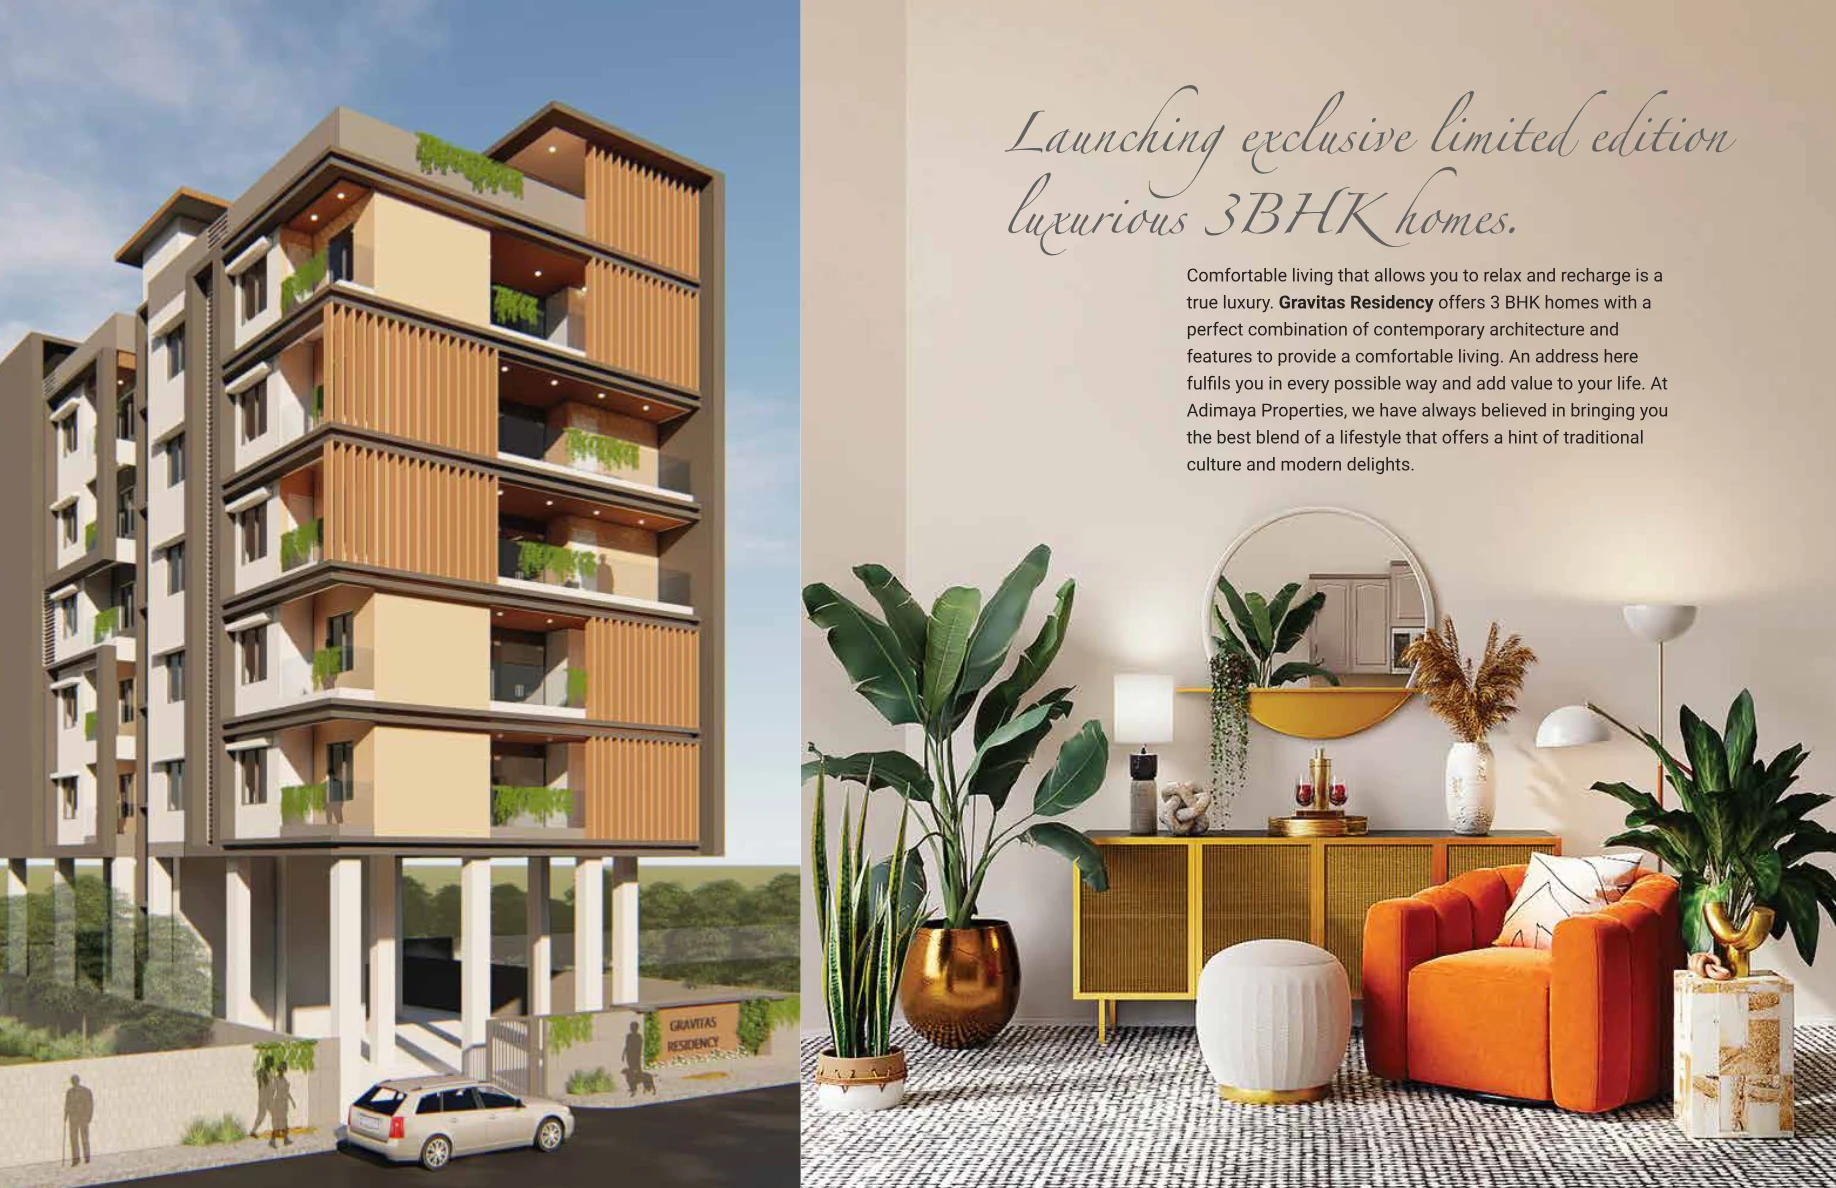 Launching exclusive limited edition
luxurious 3BHK homes.
Comfortable living that allows you to relax and recharge is a
true luxury. Gravitas Residency offers 3 BHK homes with a
perfect combination of contemporary architecture and
features to provide a comfortable living. An address here
fulfils you in every possible way and add value to your life. At
Adimaya Properties, we have always believed in bringing you
the best blend of a lifestyle that offers a hint of traditional
culture and modern delights.
GRAVITAS
RESIDENCY